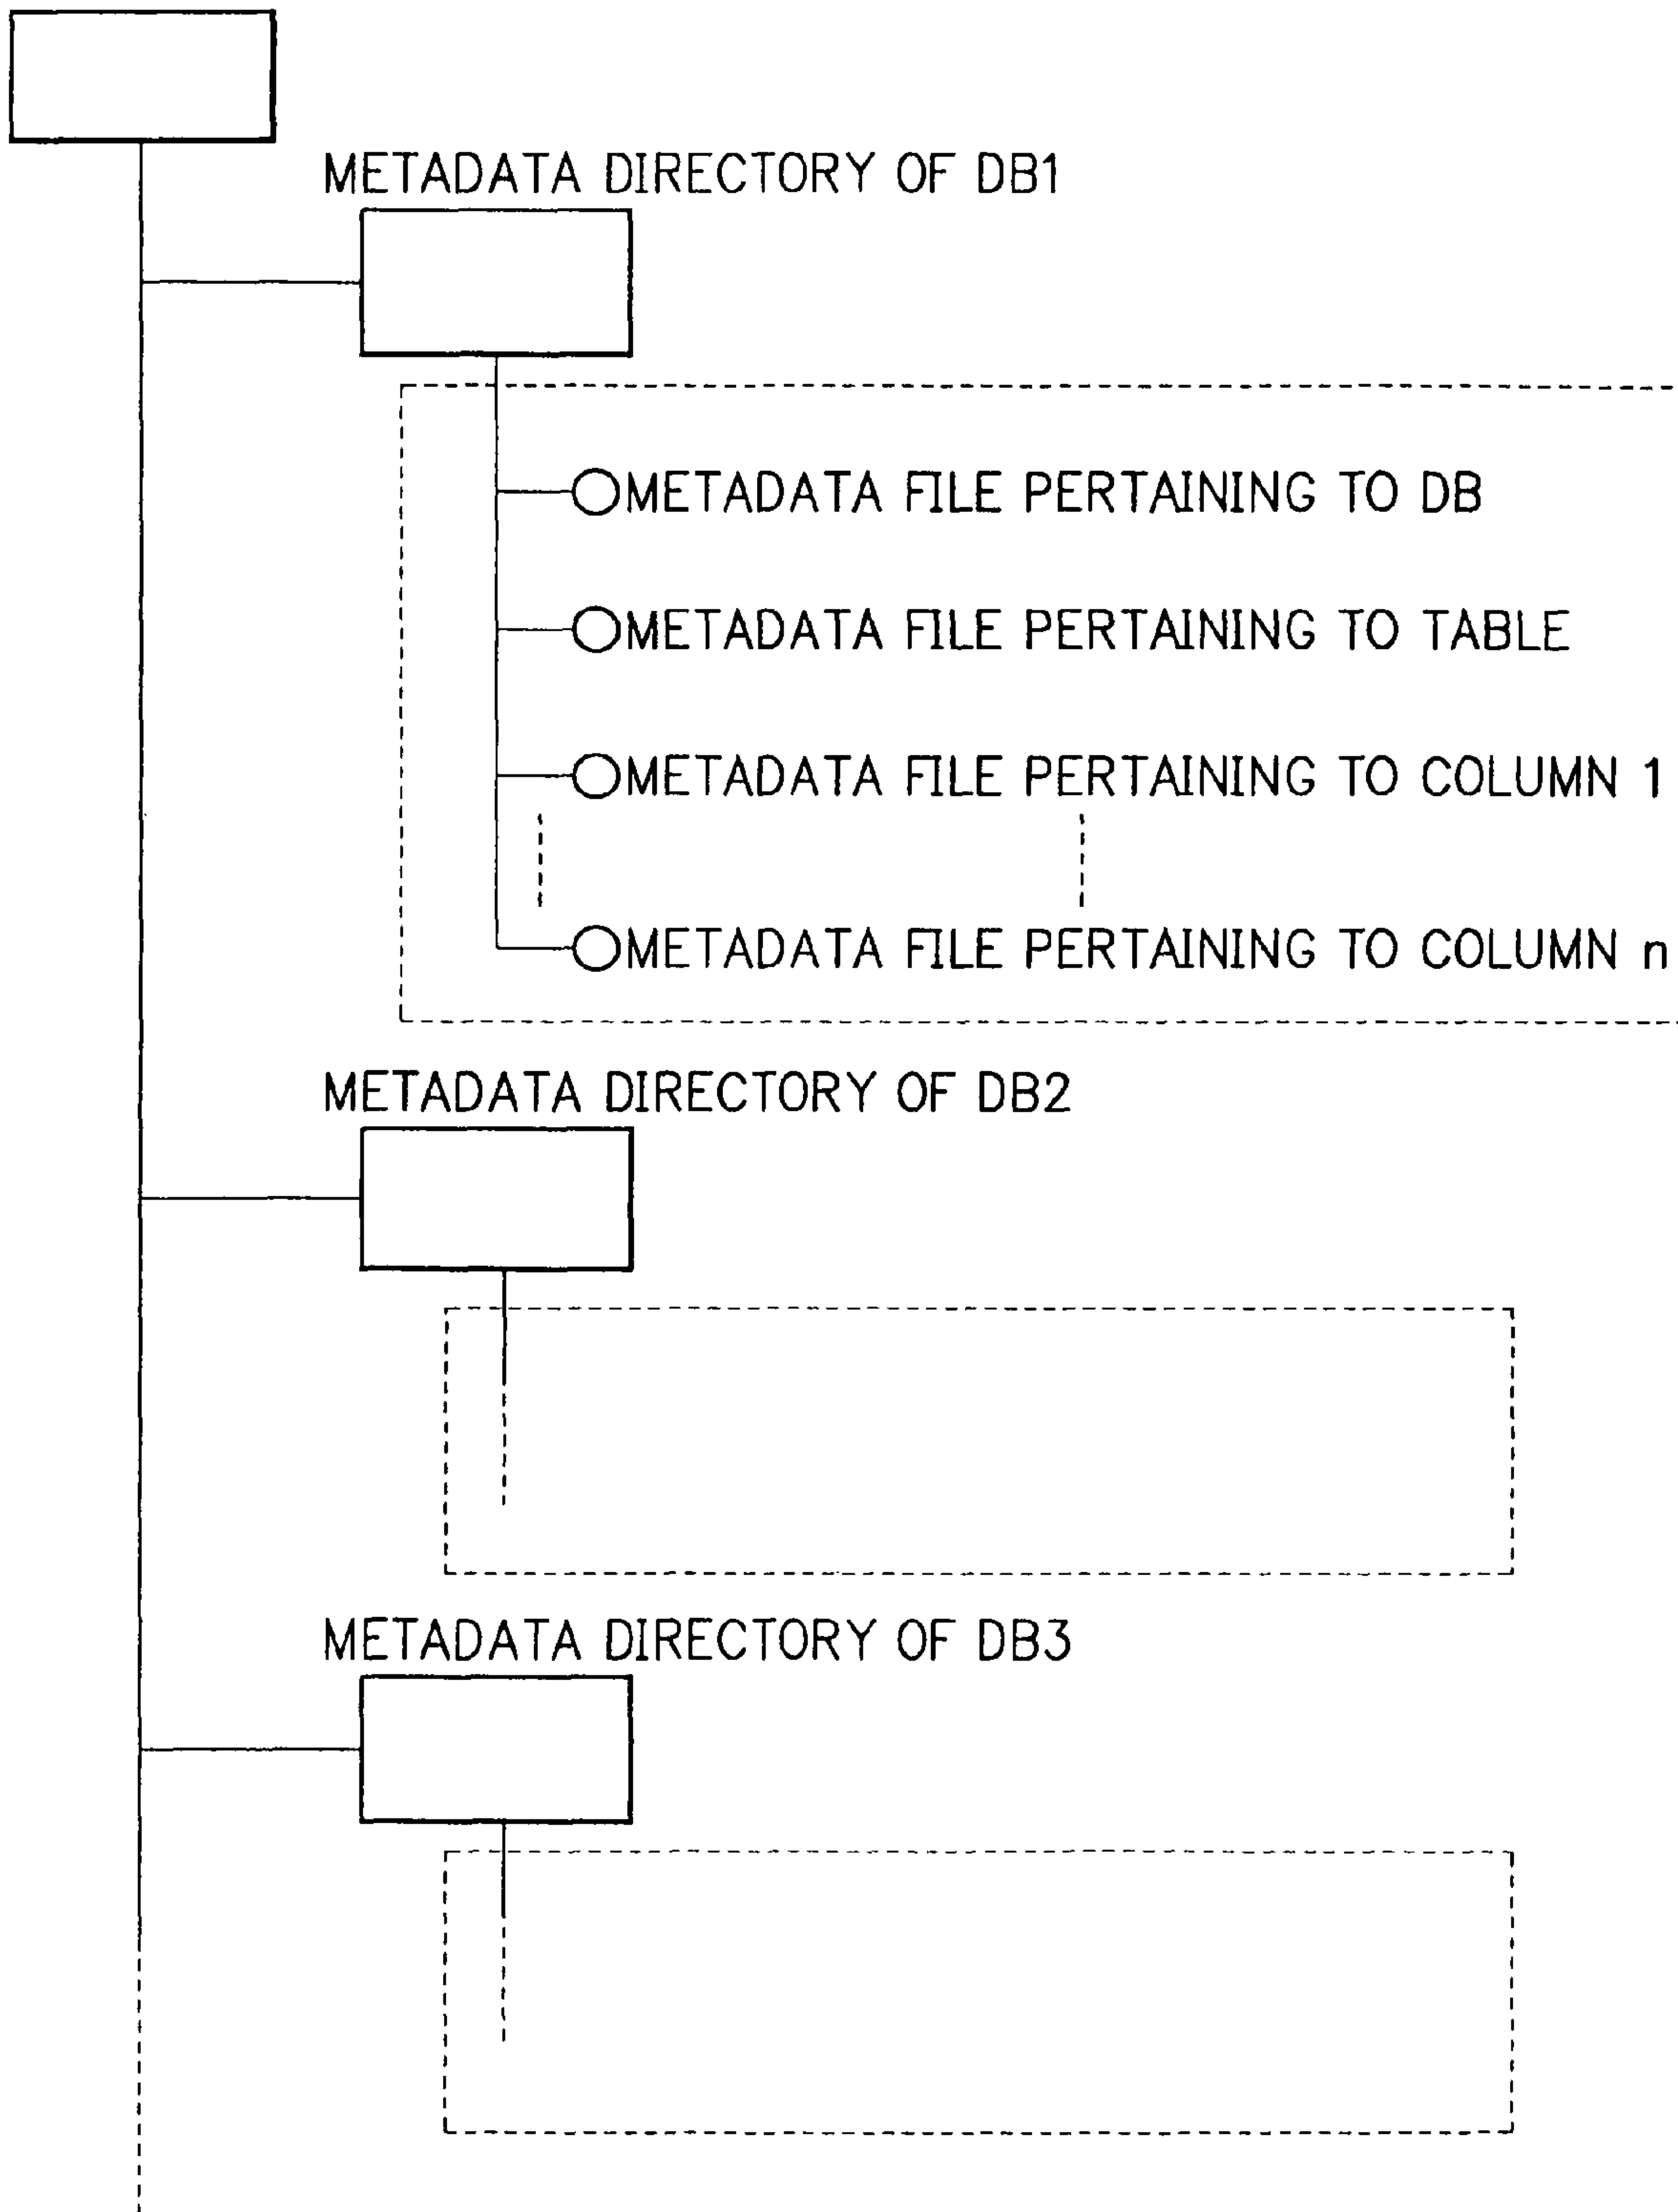 METADATA DIRECTORY OF DB1
METADATA FILE PERTAINING TO DB
METADATA FILE PERTAINING TO TABLE
METADATA FILE PERTAINING TO COLUMN 1
METADATA FILE PERTAINING TO COLUMN n
METADATA DIRECTORY OF DB2
METADATA DIRECTORY OF DB3